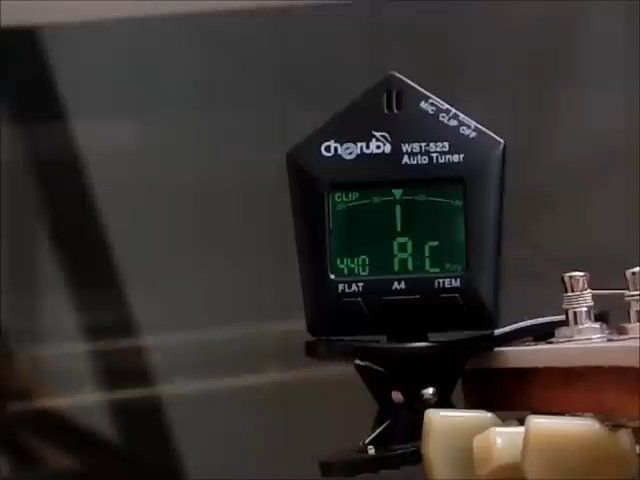 MIC CLIP OFF
cherub WST-523
Auto Tuner
CLIP
440 A C Key
FLAT A4 ITEM